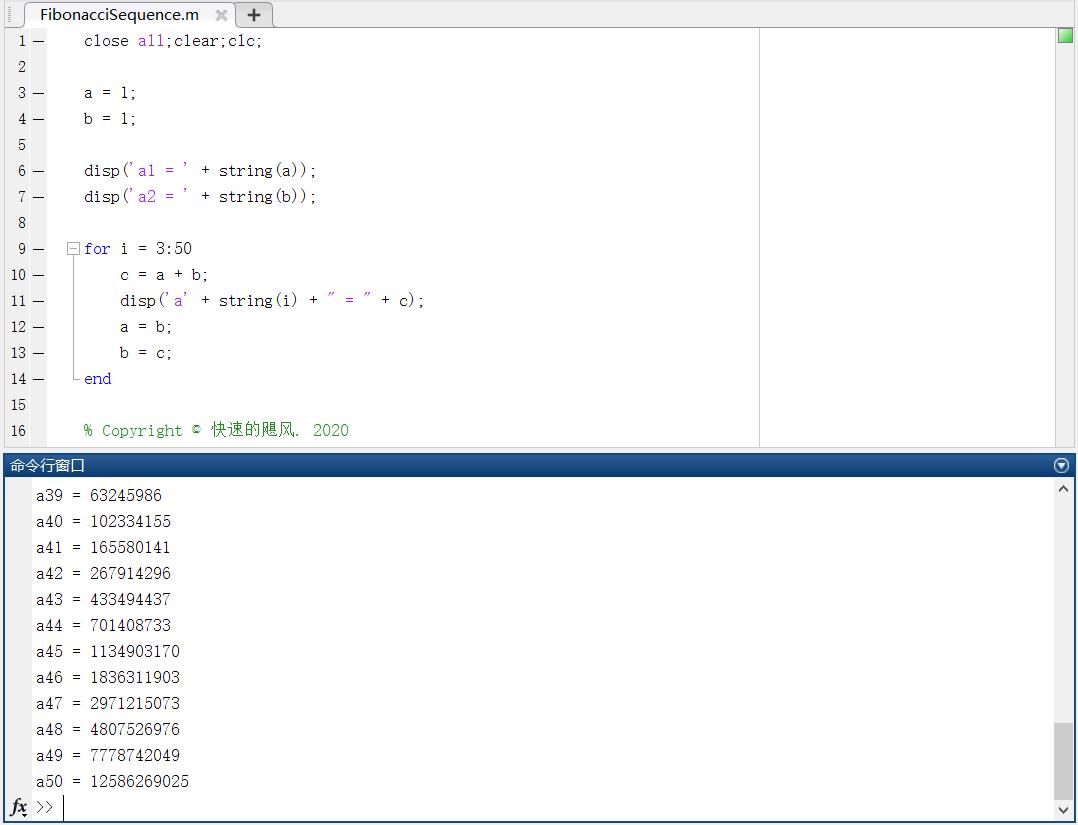 FibonacciSequence.m
1 close all;clear;clc;
2
3 a = 1;
4 b = 1;
5
6 disp('a1 = ' + string(a));
7 disp('a2 = ' + string(b));
8
9 for i = 3:50
10 c = a + b;
11 disp('a' + string(i) + " = " + c);
12 a = b;
13 b = c;
14 end
15
16 % Copyright © 快速的飓风. 2020
命令行窗口
a39 = 63245986
a40 = 102334155
a41 = 165580141
a42 = 267914296
a43 = 433494437
a44 = 701408733
a45 = 1134903170
a46 = 1836311903
a47 = 2971215073
a48 = 4807526976
a49 = 7778742049
a50 = 12586269025
fx >>